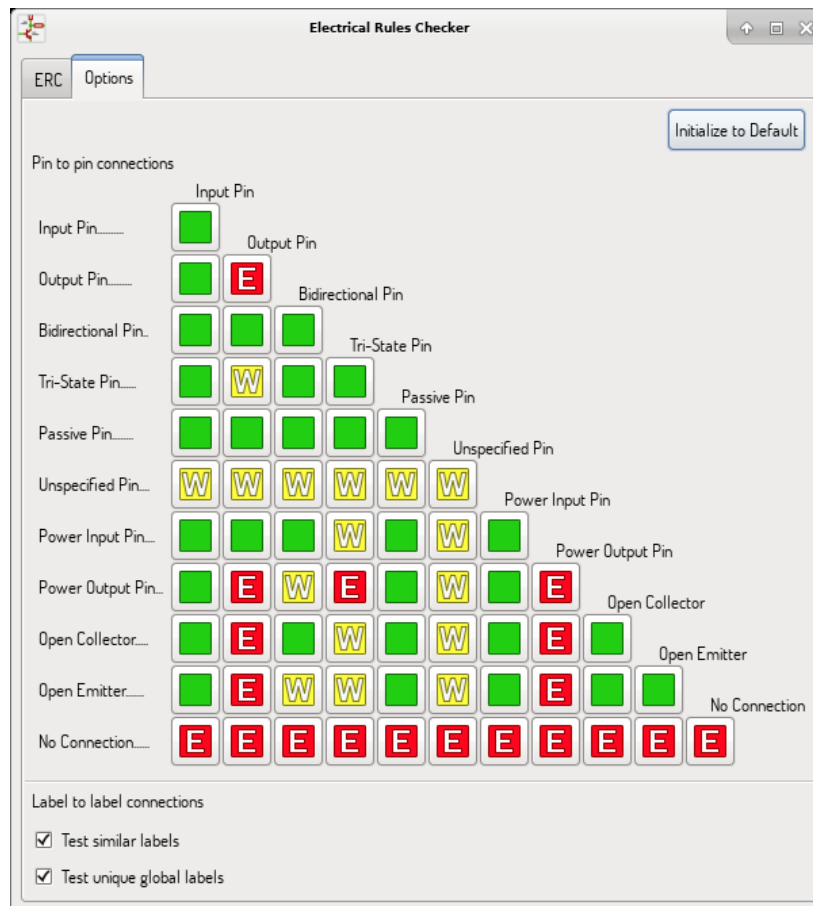 Electrical Rules Checker
ERC Options
Initialize to Default
Pin to pin connections
Input Pin
Input Pin..........
Output Pin
Output Pin......... E
Bidirectional Pin
Bidirectional Pin..
Tri-State Pin
Tri-State Pin...... W
Passive Pin
Passive Pin........
Unspecified Pin
Unspecified Pin.... W W W W W W
Power Input Pin
Power Input Pin.... W W
Power Output Pin
Power Output Pin... E W E W E
Open Collector
Open Collector..... E W W E
Open Emitter
Open Emitter....... E W W W E
No Connection
No Connection...... E E E E E E E E E E E
Label to label connections
Test similar labels
Test unique global labels